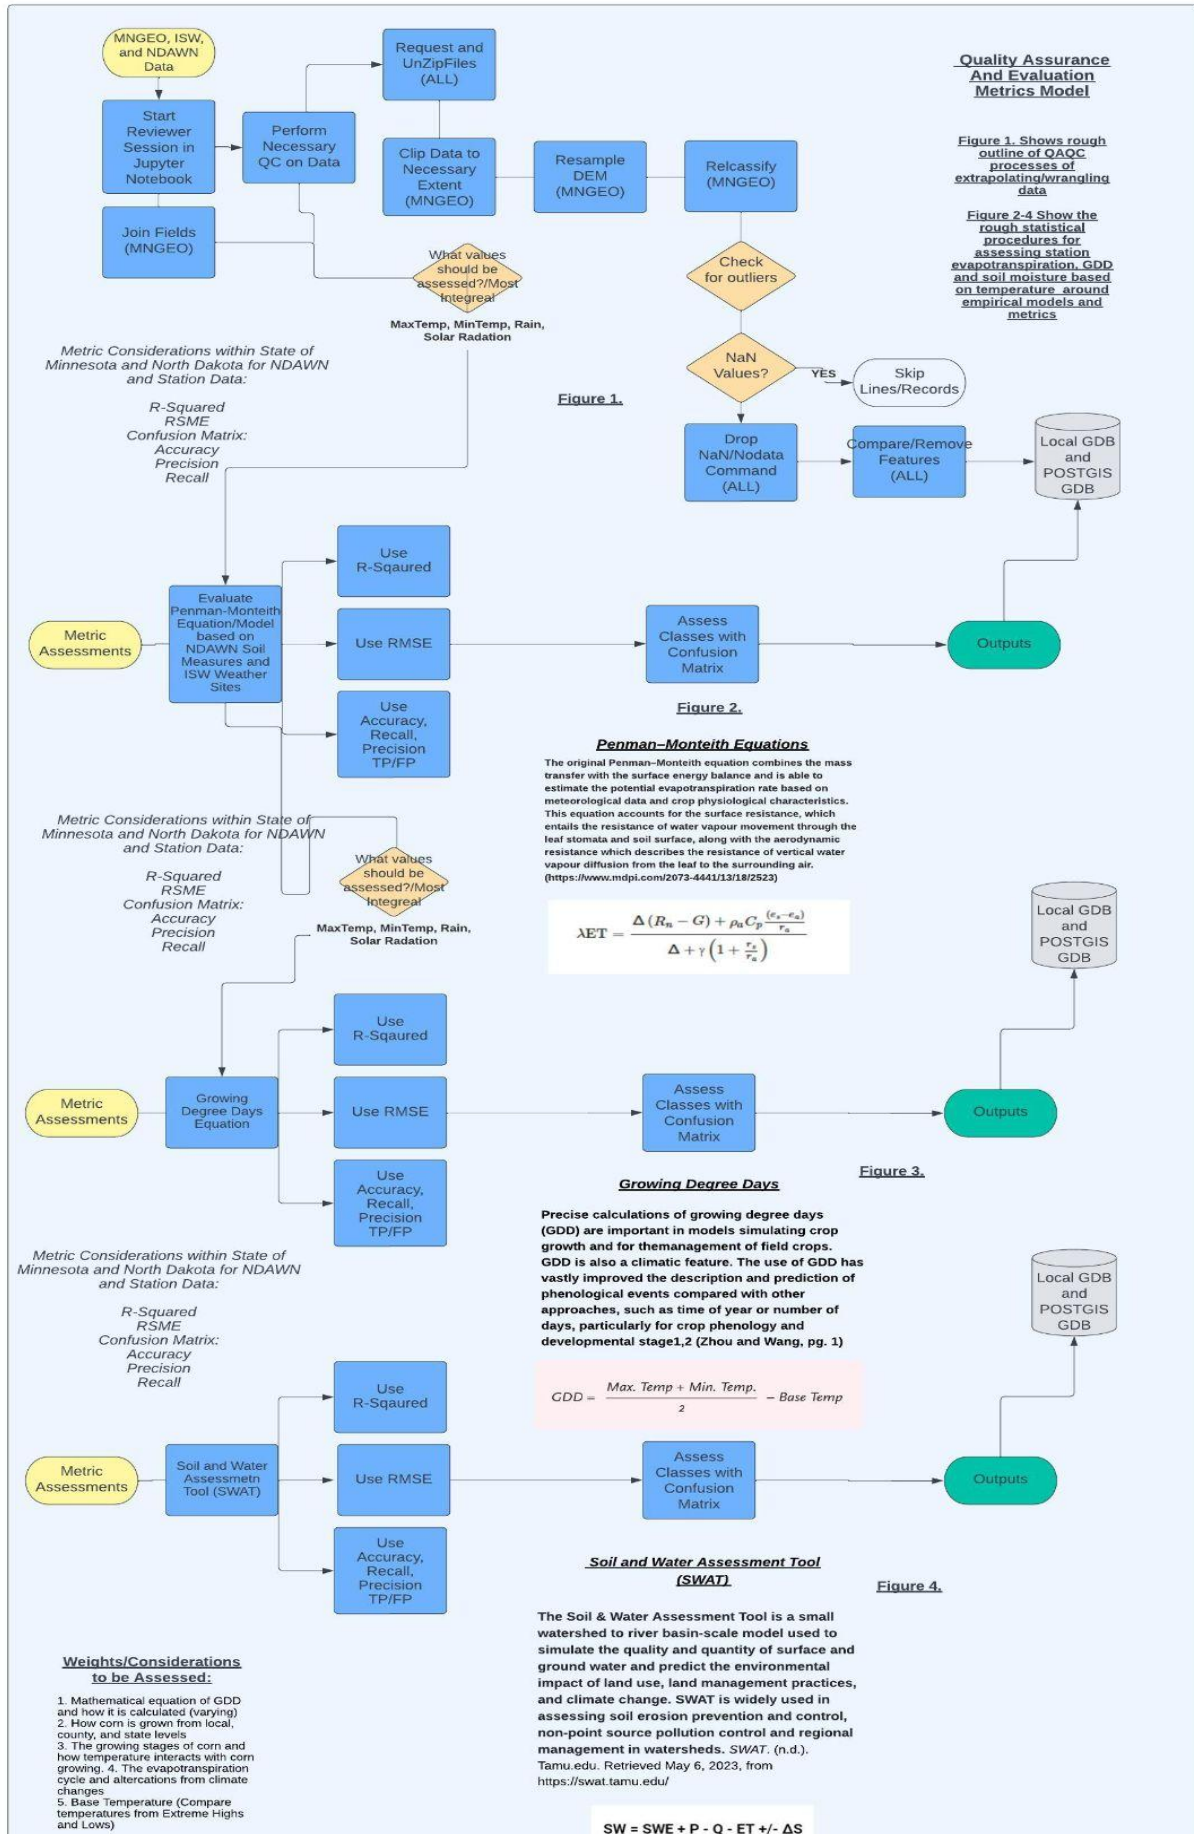 MNGEO, ISW,
and NDAWN
Data
Request and
UnZipFiles
(ALL)
Quality Assurance
And Evaluation
Metrics Model
Start
Reviewer
Session in
Jupyter
Notebook
Perform
Necessary
QC on Data
Clip Data to
Necessary
Extent
(MNGEO)
Resample
DEM
(MNGEO)
Relcassify
(MNGEO)
Figure 1. Shows rough
outline of QAQC
processes of
extrapolating/wrangling
data
Figure 2-4 Show the
rough statistical
procedures for
assessing station
evapotranspiration, GDD
and soil moisture based
on temperature around
empirical models and
metrics
Join Fields
(MNGEO)
What values
should be
assessed?/Most
Integreal
MaxTemp, MinTemp, Rain,
Solar Radation
Check
for outliers
NaN
Values?
YES
Skip
Lines/Records
Figure 1.
Drop
NaN/Nodata
Command
(ALL)
Compare/Remove
Features
(ALL)
Local GDB
and
POSTGIS
GDB
Metric Considerations within State of
Minnesota and North Dakota for NDAWN
and Station Data:
R-Squared
RSME
Confusion Matrix:
Accuracy
Precision
Recall
Metric
Assessments
Evaluate
Penman-Monteith
Equation/Model
based on
NDAWN Soil
Measures and
ISW Weather
Sites
Use
R-Sqaured
Use RMSE
Use
Accuracy,
Recall,
Precision
TP/FP
Assess
Classes with
Confusion
Matrix
Outputs
Figure 2.
Penman–Monteith Equations
The original Penman–Monteith equation combines the mass
transfer with the surface energy balance and is able to
estimate the potential evapotranspiration rate based on
meteorological data and crop physiological characteristics.
This equation accounts for the surface resistance, which
entails the resistance of water vapour movement through the
leaf stomata and soil surface, along with the aerodynamic
resistance which describes the resistance of vertical water
vapour diffusion from the leaf to the surrounding air.
(https://www.mdpi.com/2073-4441/13/18/2523)
λET = (Δ (Rn − G) + ρaCp (es−ea)/ra) / (Δ + γ (1 + rs/ra))
Metric Considerations within State of
Minnesota and North Dakota for NDAWN
and Station Data:
R-Squared
RSME
Confusion Matrix:
Accuracy
Precision
Recall
What values
should be
assessed?/Most
Integreal
MaxTemp, MinTemp, Rain,
Solar Radation
Local GDB
and
POSTGIS
GDB
Metric
Assessments
Growing
Degree Days
Equation
Use
R-Sqaured
Use RMSE
Use
Accuracy,
Recall,
Precision
TP/FP
Assess
Classes with
Confusion
Matrix
Outputs
Figure 3.
Growing Degree Days
Precise calculations of growing degree days
(GDD) are important in models simulating crop
growth and for themanagement of field crops.
GDD is also a climatic feature. The use of GDD has
vastly improved the description and prediction of
phenological events compared with other
approaches, such as time of year or number of
days, particularly for crop phenology and
developmental stage1,2 (Zhou and Wang, pg. 1)
GDD = (Max. Temp + Min. Temp.) / 2 − Base Temp
Metric Considerations within State of
Minnesota and North Dakota for NDAWN
and Station Data:
R-Squared
RSME
Confusion Matrix:
Accuracy
Precision
Recall
Local GDB
and
POSTGIS
GDB
Metric
Assessments
Soil and Water
Assessmetn
Tool (SWAT)
Use
R-Sqaured
Use RMSE
Use
Accuracy,
Recall,
Precision
TP/FP
Assess
Classes with
Confusion
Matrix
Outputs
Figure 4.
Soil and Water Assessment Tool
(SWAT)
The Soil & Water Assessment Tool is a small
watershed to river basin-scale model used to
simulate the quality and quantity of surface and
ground water and predict the environmental
impact of land use, land management practices,
and climate change. SWAT is widely used in
assessing soil erosion prevention and control,
non-point source pollution control and regional
management in watersheds. SWAT. (n.d.).
Tamu.edu. Retrieved May 6, 2023, from
https://swat.tamu.edu/
SW = SWE + P - Q - ET +/- ΔS
Weights/Considerations
to be Assessed:
1. Mathematical equation of GDD
and how it is calculated (varying)
2. How corn is grown from local,
county, and state levels
3. The growing stages of corn and
how temperature interacts with corn
growing. 4. The evapotranspiration
cycle and altercations from climate
changes
5. Base Temperature (Compare
temperatures from Extreme Highs
and Lows)